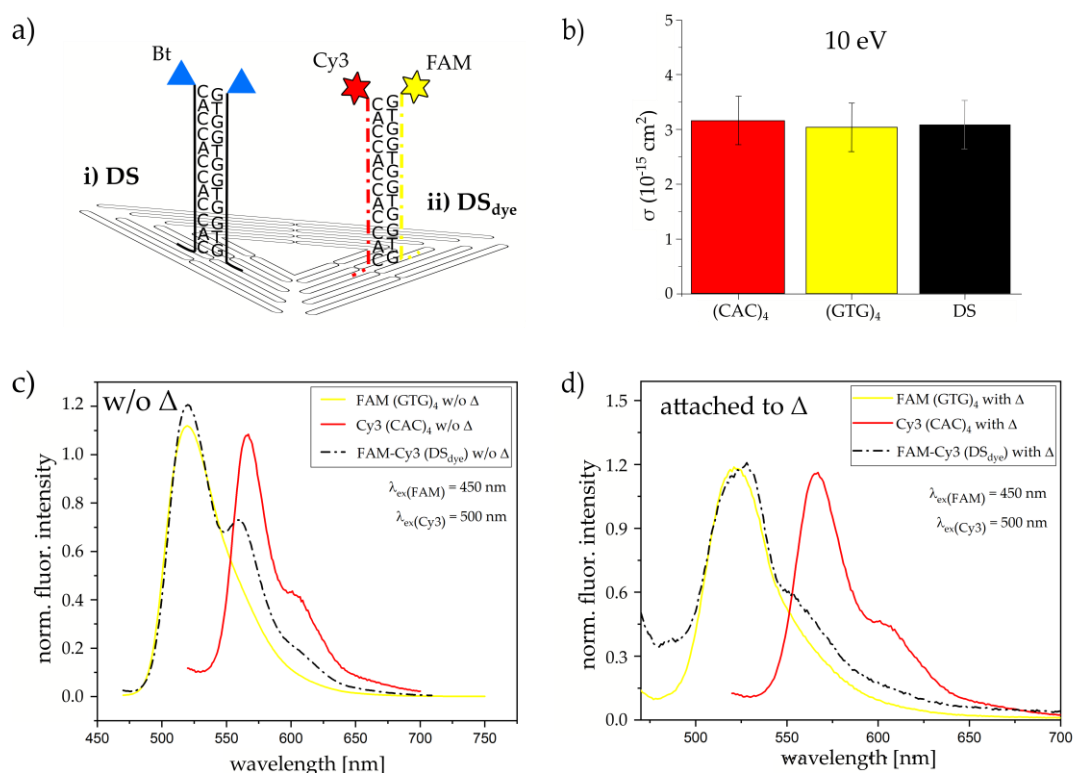 a)
Bt
Cy3
FAM
C G
A T
C G
C G
A T
C G
C G
A T
C G
C G
A T
C G
C G
A T
C G
C G
A T
C G
C G
A T
C G
C G
A T
C G
i) DS
ii) DSdye
b)
10 eV
5
4
3
2
1
0
σ (10⁻¹⁵ cm²)
(CAC)₄
(GTG)₄
DS
c)
w/o Δ
FAM (GTG)₄ w/o Δ
Cy3 (CAC)₄ w/o Δ
FAM-Cy3 (DSdye) w/o Δ
λex(FAM) = 450 nm
λex(Cy3) = 500 nm
1.2
1.0
0.8
0.6
0.4
0.2
0.0
norm. fluor. intensity
450 500 550 600 650 700 750
wavelength [nm]
d)
attached to Δ
FAM (GTG)₄ with Δ
Cy3 (CAC)₄ with Δ
FAM-Cy3 (DSdye) with Δ
λex(FAM) = 450 nm
λex(Cy3) = 500 nm
1.5
1.2
0.9
0.6
0.3
0.0
norm. fluor. intensity
500 550 600 650 700
wavelength [nm]